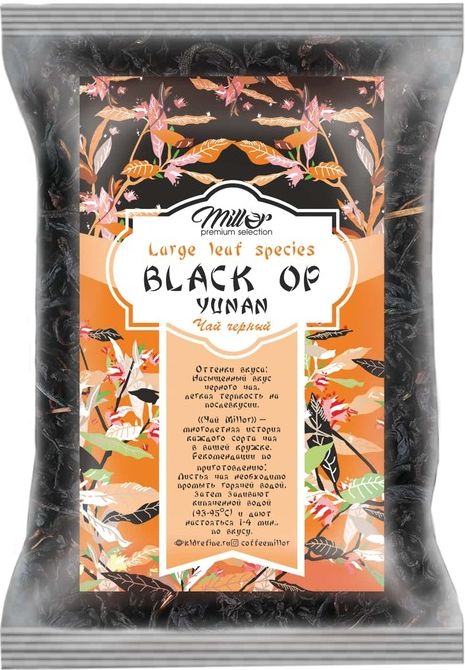 Millor
premium selection
Large leaf species
BLACK OP
YUNAN
Чай черный
Оттенки вкуса:
Насыщенный вкус
черного чая,
легкая терпкость на
послевкусии.
«Чай Millor» —
многолетняя история
каждого сорта чая
в вашей кружке.
Рекомендации по
приготовлению:
Листья чая необходимо
промыть горячей водой.
Затем заливают
кипяченной водой
(93-95°C) и дают
настояться 1-4 мин.,
по вкусу.
kldrefine.ru coffeemillor